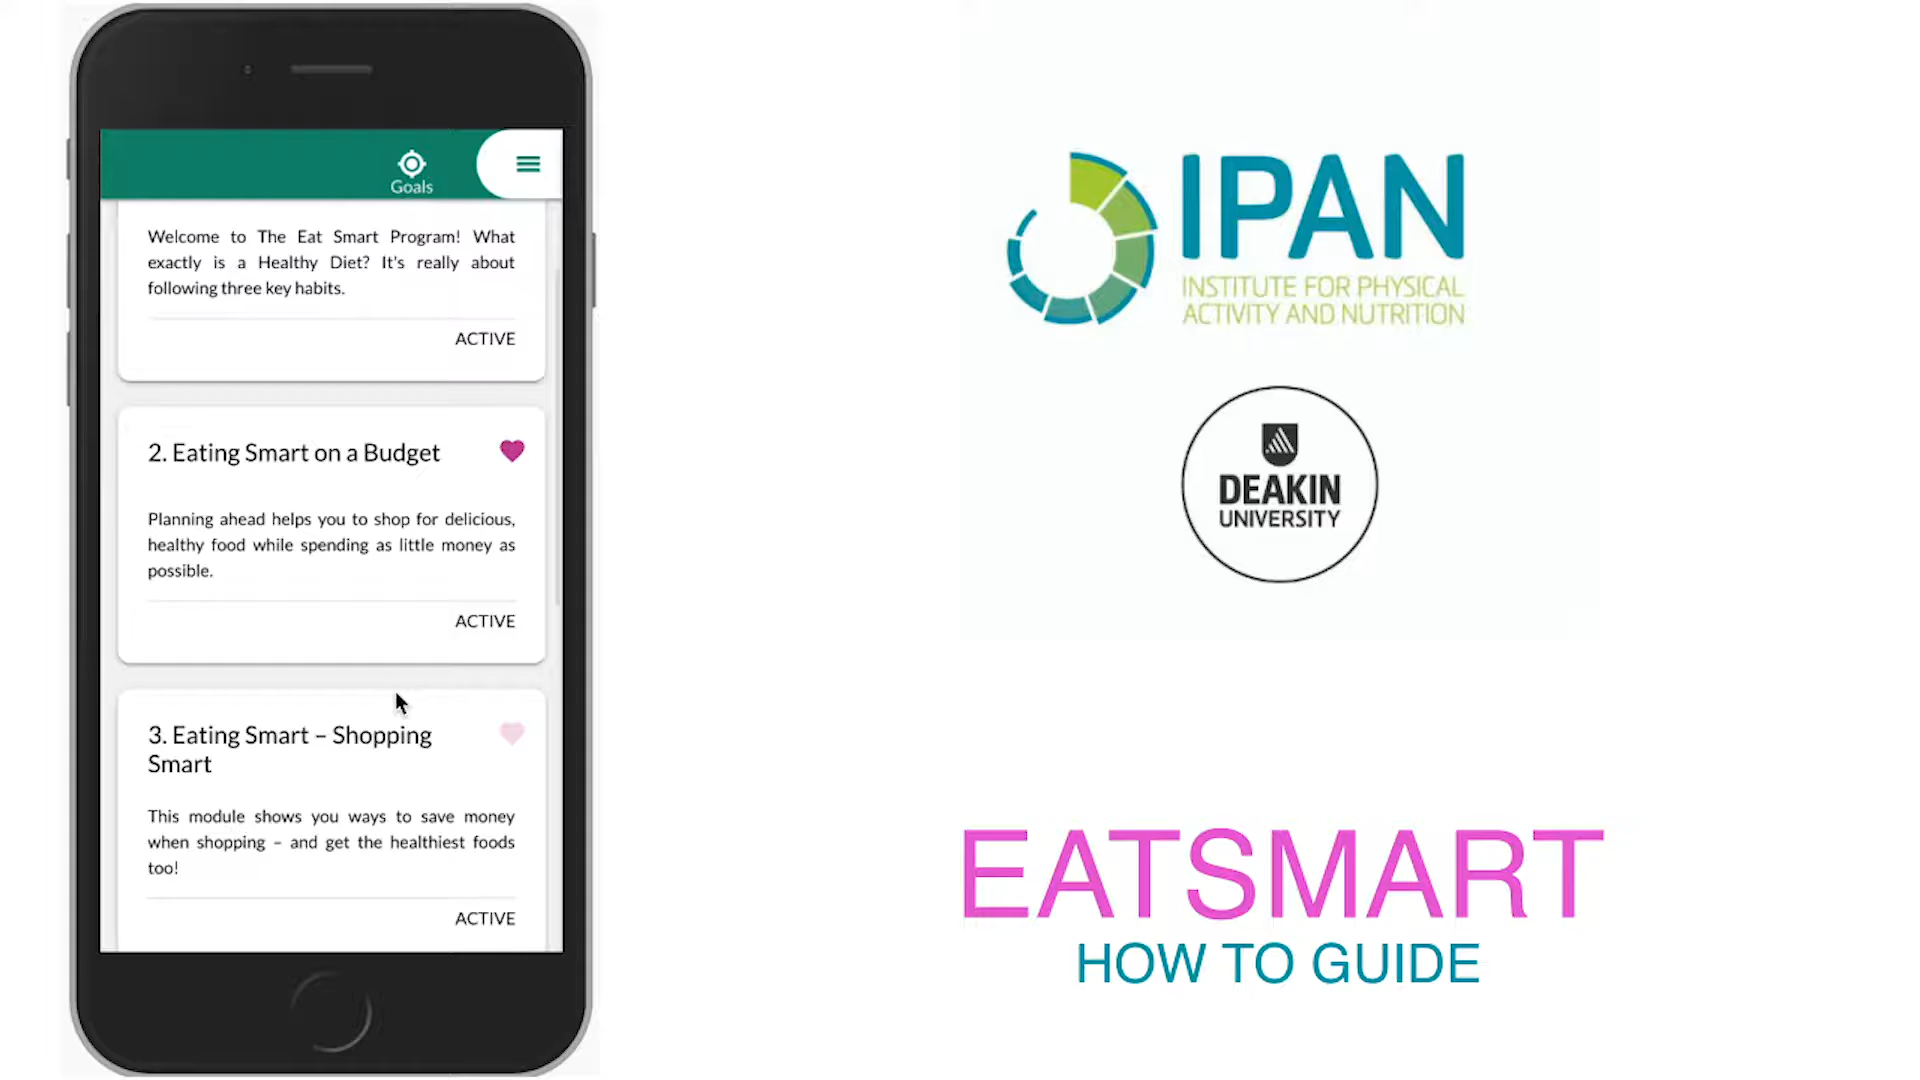 Goals
Welcome to The Eat Smart Program! What
exactly is a Healthy Diet? It's really about
following three key habits.
ACTIVE
2. Eating Smart on a Budget
Planning ahead helps you to shop for delicious,
healthy food while spending as little money as
possible.
ACTIVE
3. Eating Smart – Shopping
Smart
This module shows you ways to save money
when shopping – and get the healthiest foods
too!
ACTIVE
IPAN
INSTITUTE FOR PHYSICAL
ACTIVITY AND NUTRITION
DEAKIN
UNIVERSITY
EATSMART
HOW TO GUIDE